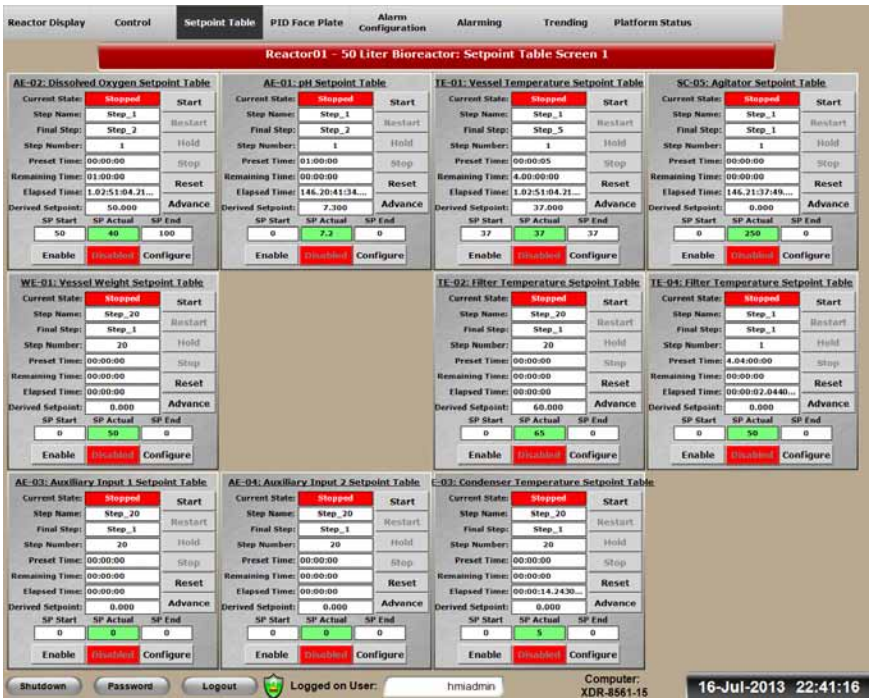 Reactor Display Control Setpoint Table PID Face Plate Alarm Configuration Alarming Trending Platform Status
Reactor01 - 50 Liter Bioreactor: Setpoint Table Screen 1
AE-02: Dissolved Oxygen Setpoint Table
Current State: Stopped Start
Step Name: Step_1 Restart
Final Step: Step_2
Step Number: 1 Hold
Preset Time: 00:00:00 Stop
Remaining Time: 01:00:00 Reset
Elapsed Time: 1.02:51:04.21...
Derived Setpoint: 50.000 Advance
SP Start SP Actual SP End
50 40 100
Enable Disabled Configure
AE-01: pH Setpoint Table
Current State: Stopped Start
Step Name: Step_1 Restart
Final Step: Step_2
Step Number: 1 Hold
Preset Time: 01:00:00 Stop
Remaining Time: 00:00:00 Reset
Elapsed Time: 146.20:41:34....
Derived Setpoint: 7.300 Advance
SP Start SP Actual SP End
0 7.2 0
Enable Disabled Configure
TE-01: Vessel Temperature Setpoint Table
Current State: Stopped Start
Step Name: Step_1 Restart
Final Step: Step_5
Step Number: 1 Hold
Preset Time: 00:00:05 Stop
Remaining Time: 4.00:00:00 Reset
Elapsed Time: 1.02:51:04.21...
Derived Setpoint: 37.000 Advance
SP Start SP Actual SP End
37 37 37
Enable Disabled Configure
SC-05: Agitator Setpoint Table
Current State: Stopped Start
Step Name: Step_1 Restart
Final Step: Step_2
Step Number: 1 Hold
Preset Time: 00:00:00 Stop
Remaining Time: 00:00:00 Reset
Elapsed Time: 146.21:37:49....
Derived Setpoint: 0.000 Advance
SP Start SP Actual SP End
0 250 0
Enable Disabled Configure
WE-01: Vessel Weight Setpoint Table
Current State: Stopped Start
Step Name: Step_20 Restart
Final Step: Step_1
Step Number: 20 Hold
Preset Time: 00:00:00 Stop
Remaining Time: 00:00:00 Reset
Elapsed Time: 00:00:00
Derived Setpoint: 0.000 Advance
SP Start SP Actual SP End
0 50 0
Enable Disabled Configure
TE-02: Filter Temperature Setpoint Table
Current State: Stopped Start
Step Name: Step_20 Restart
Final Step: Step_1
Step Number: 20 Hold
Preset Time: 00:00:00 Stop
Remaining Time: 00:00:00 Reset
Elapsed Time: 00:00:00
Derived Setpoint: 60.000 Advance
SP Start SP Actual SP End
0 65 0
Enable Disabled Configure
TE-04: Filter Temperature Setpoint Table
Current State: Stopped Start
Step Name: Step_1 Restart
Final Step: Step_1
Step Number: 1 Hold
Preset Time: 4.04:00:00 Stop
Remaining Time: 00:00:00 Reset
Elapsed Time: 00:00:02.0440...
Derived Setpoint: 0.000 Advance
SP Start SP Actual SP End
0 50 0
Enable Disabled Configure
AE-03: Auxiliary Input 1 Setpoint Table
Current State: Stopped Start
Step Name: Step_20 Restart
Final Step: Step_1
Step Number: 20 Hold
Preset Time: 00:00:00 Stop
Remaining Time: 00:00:00 Reset
Elapsed Time: 00:00:00
Derived Setpoint: 0.000 Advance
SP Start SP Actual SP End
0 0 0
Enable Disabled Configure
AE-04: Auxiliary Input 2 Setpoint Table
Current State: Stopped Start
Step Name: Step_20 Restart
Final Step: Step_1
Step Number: 20 Hold
Preset Time: 00:00:00 Stop
Remaining Time: 00:00:00 Reset
Elapsed Time: 00:00:00
Derived Setpoint: 0.000 Advance
SP Start SP Actual SP End
0 0 0
Enable Disabled Configure
E-03: Condenser Temperature Setpoint Table
Current State: Stopped Start
Step Name: Step_20 Restart
Final Step: Step_1
Step Number: 20 Hold
Preset Time: 00:00:00 Stop
Remaining Time: 00:00:00 Reset
Elapsed Time: 00:00:14.2430...
Derived Setpoint: 0.000 Advance
SP Start SP Actual SP End
0 5 0
Enable Disabled Configure
Shutdown Password Logout Logged on User: hmiadmin Computer: XDR-8561-15 16-Jul-2013 22:41:16